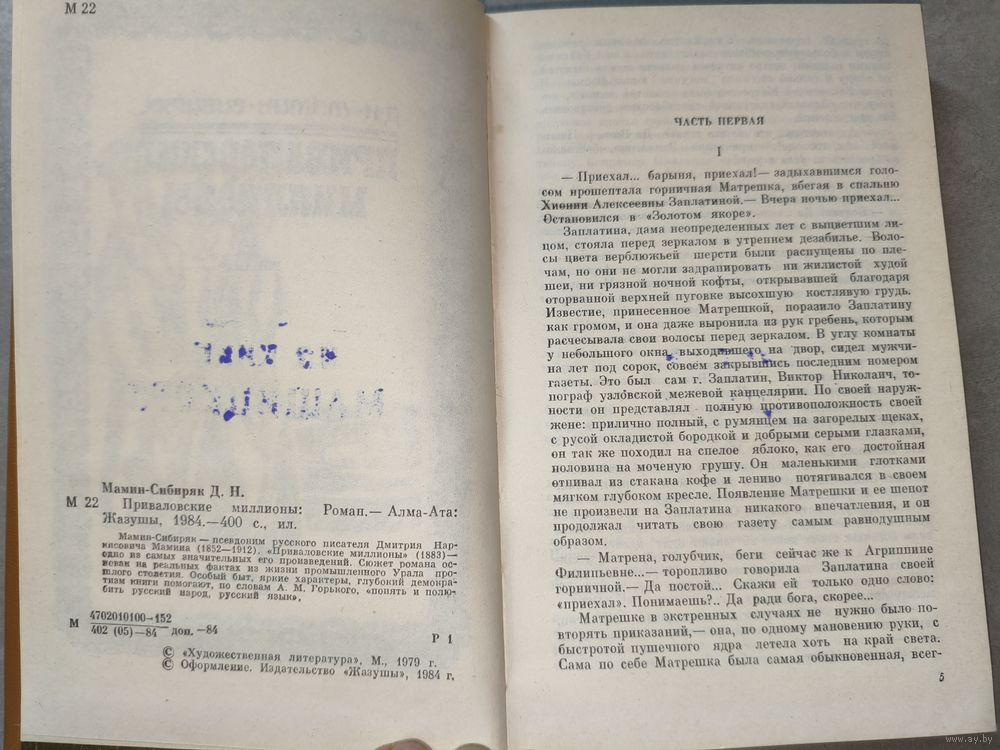 М 22
Мамин-Сибиряк Д. Н.
М 22 Приваловские миллионы: Роман.— Алма-Ата:
Жазушы, 1984.—400 с., ил.
Мамин-Сибиряк — псевдоним русского писателя Дмитрия Нар-
кисовича Мамина (1852—1912). «Приваловские миллионы» (1883)—
одно из самых значительных его произведений. Сюжет романа ос-
нован на реальных фактах из жизни промышленного Урала про-
шлого столетия. Особый быт, яркие характеры, глубокий демокра-
тизм книги помогают, по словам А. М. Горького, «понять и полю-
бить русский народ, русский язык»,
М 4702010100—152
402 (05)—84 доп. —84
Р 1
© «Художественная литература», М., 1979 г.
© Оформление. Издательство «Жазушы», 1984 г,
ЧАСТЬ ПЕРВАЯ
I
— Приехал... барыня, приехал!— задыхавшимся голо-
сом прошептала горничная Матрешка, вбегая в спальню
Хионии Алексеевны Заплатиной.— Вчера ночью приехал...
Остановился в «Золотом якоре».
Заплатина, дама неопределенных лет с выцветшим ли-
цом, стояла перед зеркалом в утреннем дезабилье. Воло-
сы цвета верблюжьей шерсти были распущены по пле-
чам, но они не могли задрапировать ни жилистой худой
шеи, ни грязной ночной кофты, открывавшей благодаря
оторванной верхней пуговке высохшую костлявую грудь.
Известие, принесенное Матрешкой, поразило Заплатину
как громом, и она даже выронила из рук гребень, которым
расчесывала свои волосы перед зеркалом. В углу комнаты
у небольшого окна, выходившего на двор, сидел мужчи-
на лет под сорок, совсем закрывшись последним номером
газеты. Это был сам г. Заплатин, Виктор Николаич, то-
пограф узловской межевой канцелярии. По своей наруж-
ности он представлял полную противоположность своей
жене: прилично полный, с румянцем на загорелых щеках,
с русой окладистой бородкой и добрыми серыми глазками,
он так же походил на спелое яблоко, как его достойная
половина на моченую грушу. Он маленькими глотками
отпивал из стакана кофе и лениво потягивался в своем
мягком глубоком кресле. Появление Матрешки и ее шепот
не произвели на Заплатина никакого впечатления, и он
продолжал читать свою газету самым равнодушным
образом.
— Матрена, голубчик, беги сейчас же к Агриппине
Филипьевне...— торопливо говорила Заплатина своей
горничной.— Да постой... Скажи ей только одно слово:
«приехал». Понимаешь?.. Да ради бога, скорее...
Матрешке в экстренных случаях не нужно было по-
вторять приказаний,— она, по одному мановению руки, с
быстротой пушечного ядра летела хоть на край света.
Сама по себе Матрешка была самая обыкновенная, всег-
5
www.ay.by